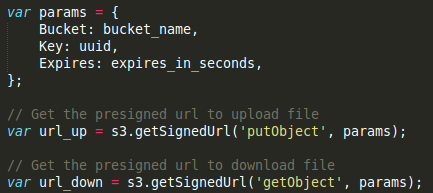 var params = {
    Bucket: bucket_name,
    Key: uuid,
    Expires: expires_in_seconds,
};
// Get the presigned url to upload file
var url_up = s3.getSignedUrl('putObject', params);
// Get the presigned url to download file
var url_down = s3.getSignedUrl('getObject', params);